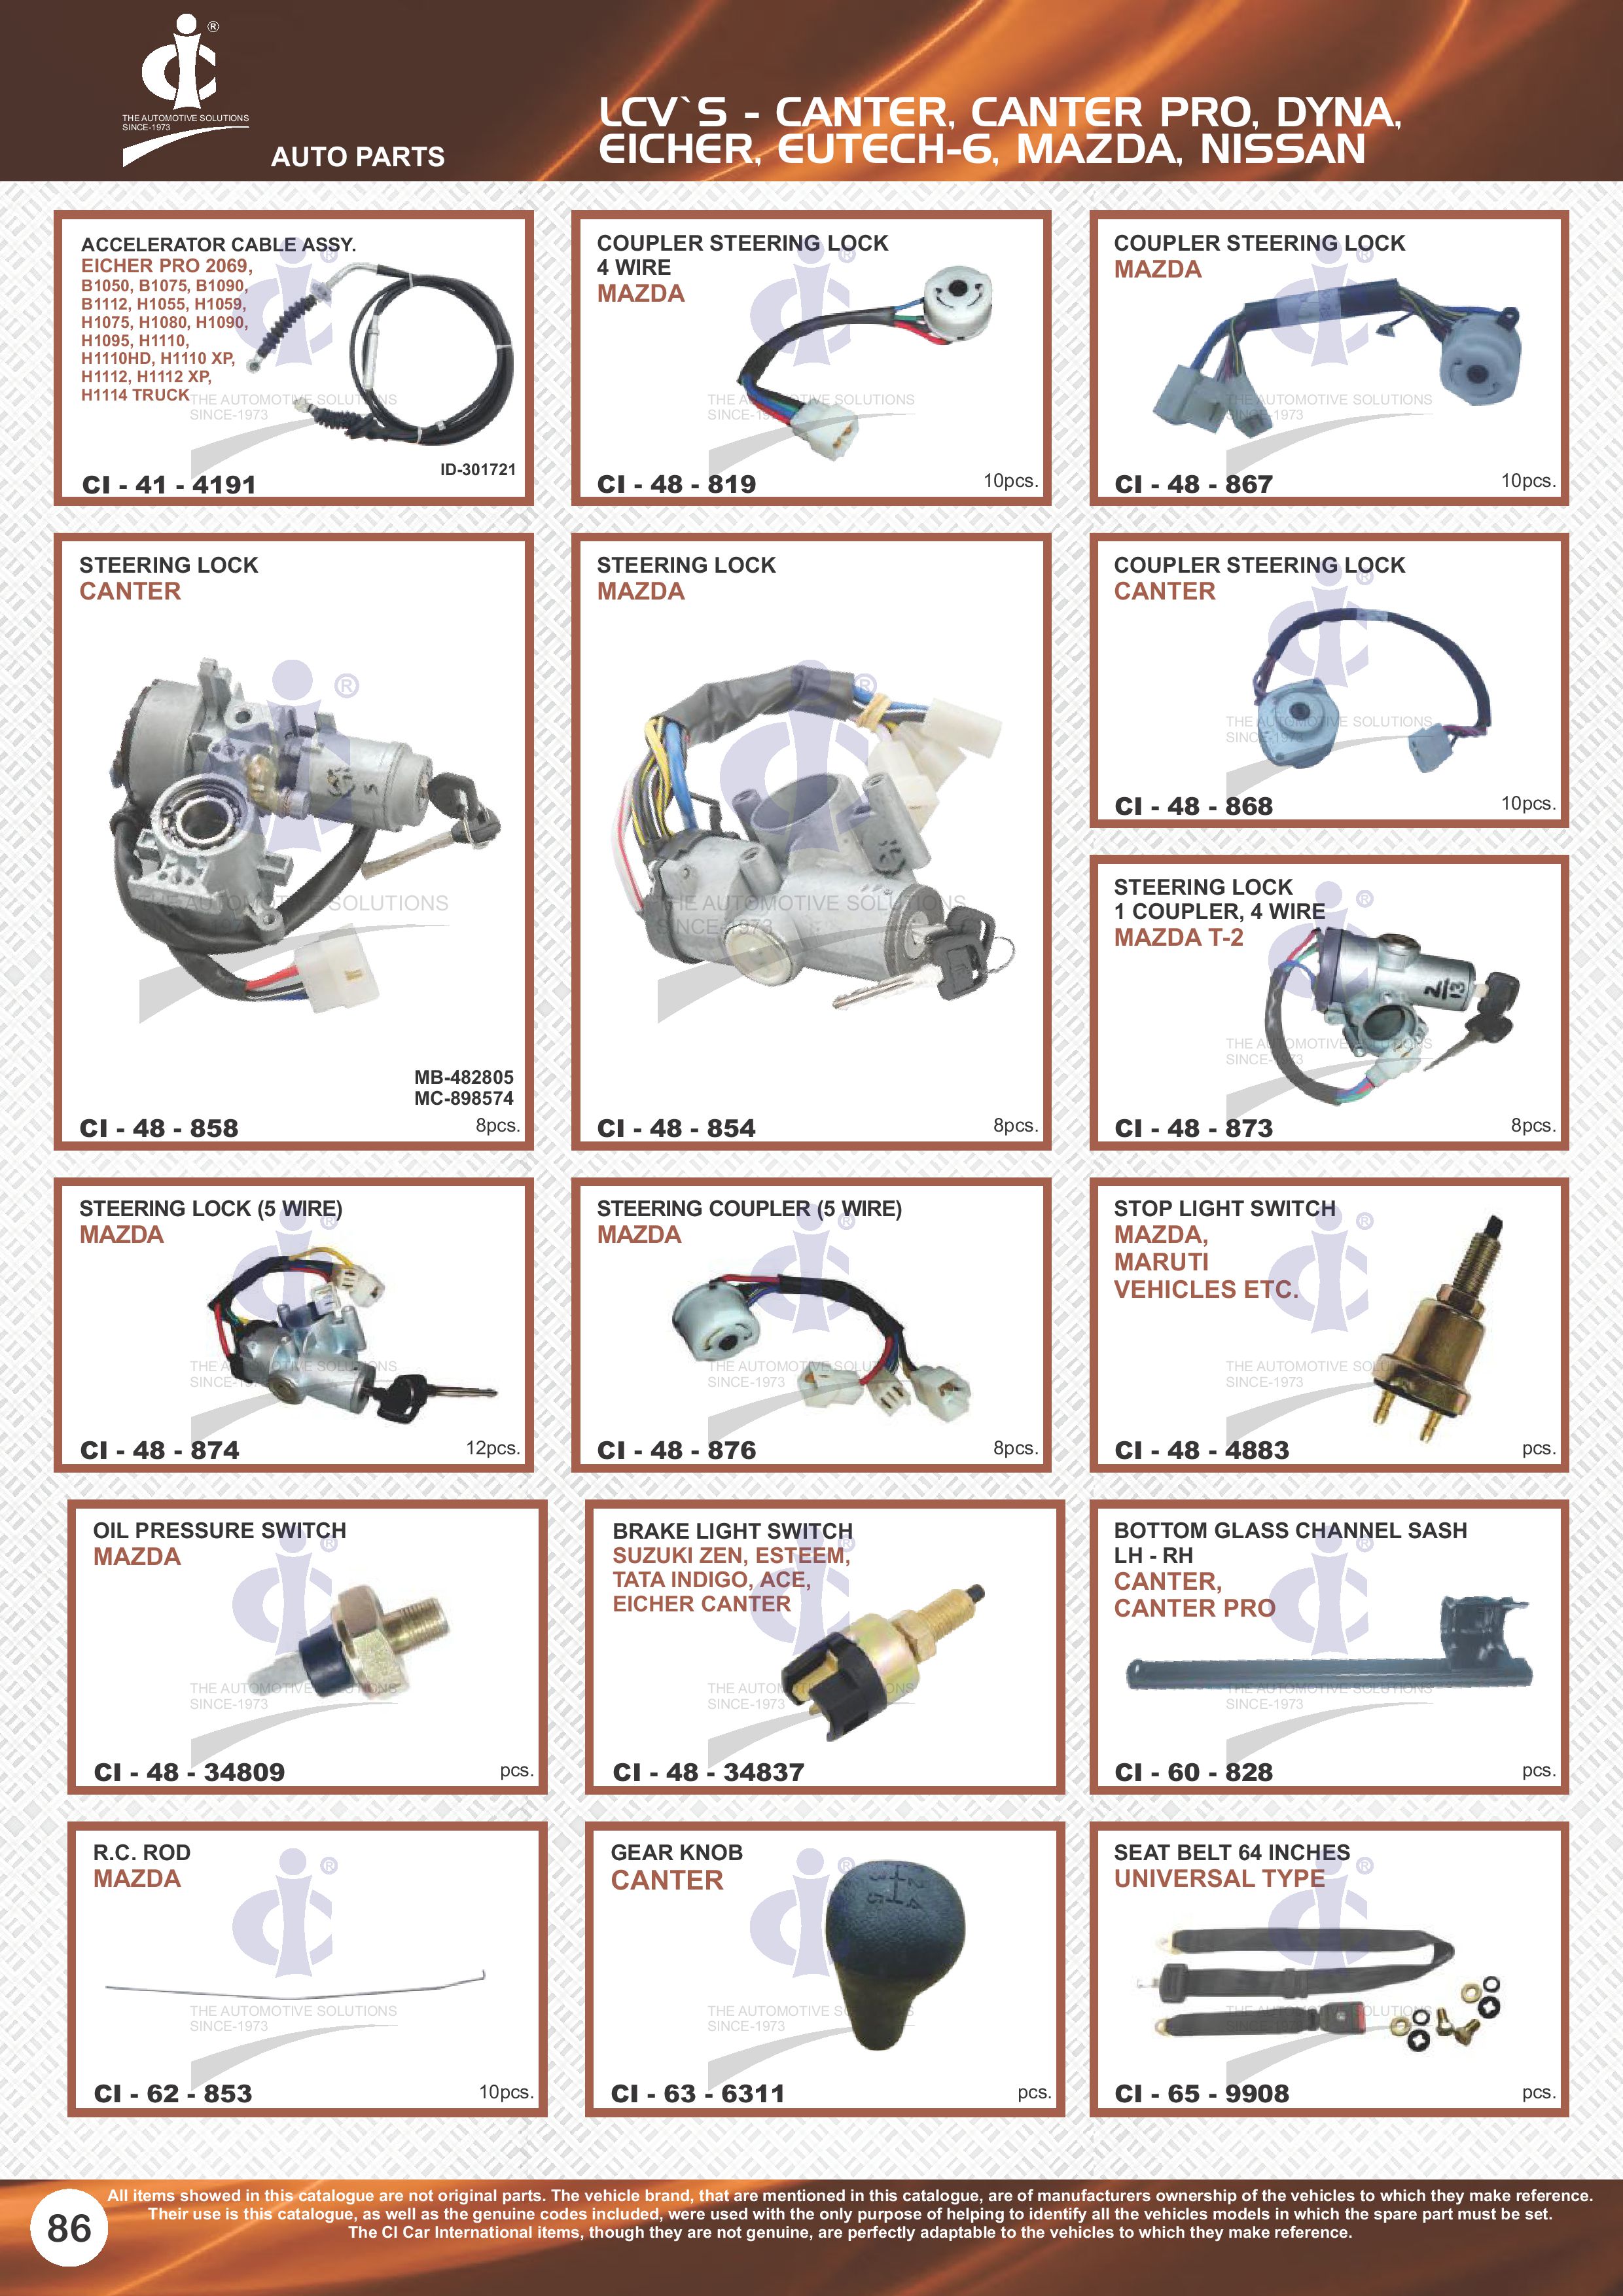 ®
THE AUTOMOTIVE SOLUTIONS
SINCE-1973
AUTO PARTS
LCV`S - CANTER, CANTER PRO, DYNA,
EICHER, EUTECH-6, MAZDA, NISSAN
ACCELERATOR CABLE ASSY.
EICHER PRO 2069,
B1050, B1075, B1090,
B1112, H1055, H1059,
H1075, H1080, H1090,
H1095, H1110,
H1110HD, H1110 XP,
H1112, H1112 XP,
H1114 TRUCK
ID-301721
CI - 41 - 4191
COUPLER STEERING LOCK
4 WIRE
MAZDA
CI - 48 - 819
10pcs.
COUPLER STEERING LOCK
MAZDA
CI - 48 - 867
10pcs.
STEERING LOCK
CANTER
MB-482805
MC-898574
CI - 48 - 858
8pcs.
STEERING LOCK
MAZDA
CI - 48 - 854
8pcs.
COUPLER STEERING LOCK
CANTER
CI - 48 - 868
10pcs.
STEERING LOCK
1 COUPLER, 4 WIRE
MAZDA T-2
CI - 48 - 873
8pcs.
STEERING LOCK (5 WIRE)
MAZDA
CI - 48 - 874
12pcs.
STEERING COUPLER (5 WIRE)
MAZDA
CI - 48 - 876
8pcs.
STOP LIGHT SWITCH
MAZDA,
MARUTI
VEHICLES ETC.
CI - 48 - 4883
pcs.
OIL PRESSURE SWITCH
MAZDA
CI - 48 - 34809
pcs.
BRAKE LIGHT SWITCH
SUZUKI ZEN, ESTEEM,
TATA INDIGO, ACE,
EICHER CANTER
CI - 48 - 34837
BOTTOM GLASS CHANNEL SASH
LH - RH
CANTER,
CANTER PRO
CI - 60 - 828
pcs.
R.C. ROD
MAZDA
CI - 62 - 853
10pcs.
GEAR KNOB
CANTER
CI - 63 - 6311
pcs.
SEAT BELT 64 INCHES
UNIVERSAL TYPE
CI - 65 - 9908
pcs.
86
All items showed in this catalogue are not original parts. The vehicle brand, that are mentioned in this catalogue, are of manufacturers ownership of the vehicles to which they make reference.
Their use is this catalogue, as well as the genuine codes included, were used with the only purpose of helping to identify all the vehicles models in which the spare part must be set.
The CI Car International items, though they are not genuine, are perfectly adaptable to the vehicles to which they make reference.